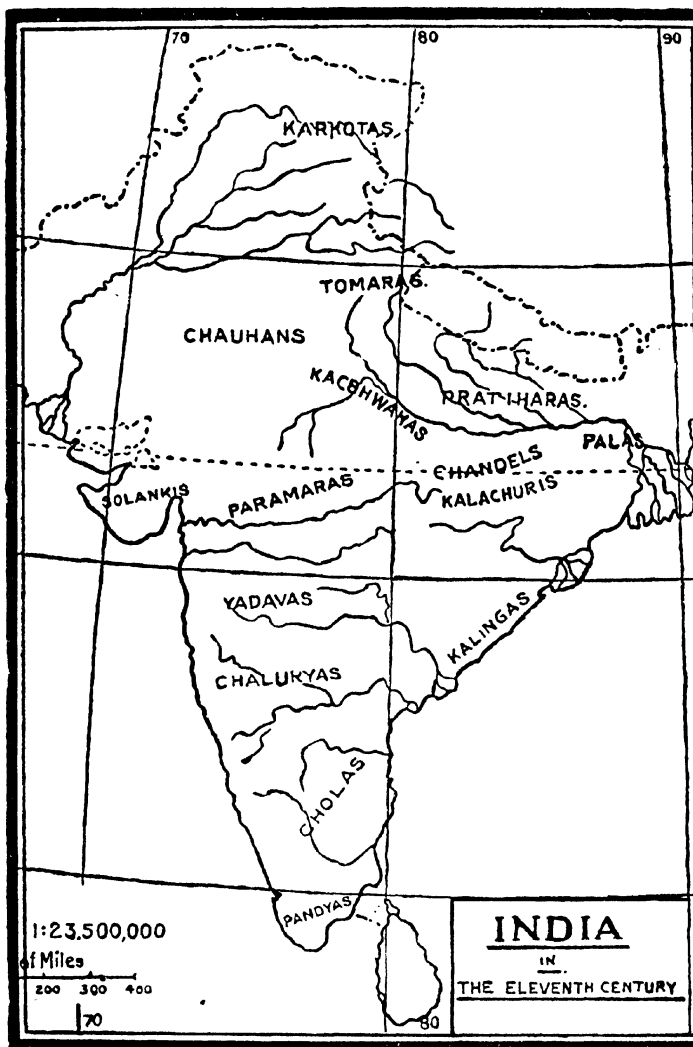 70
80
90
KARKOTAS
TOMARAS.
CHAUHANS
KACHHWAHAS
PRATIHARAS.
PALAS
CHANDELS
KALACHURIS
SOLANKIS
PARAMARAS
YADAVAS
KALINGAS
CHALUKYAS
CHOLAS
PANDYAS
1:23,500,000
of Miles
200 300 400
70
80
INDIA
IN
THE ELEVENTH CENTURY